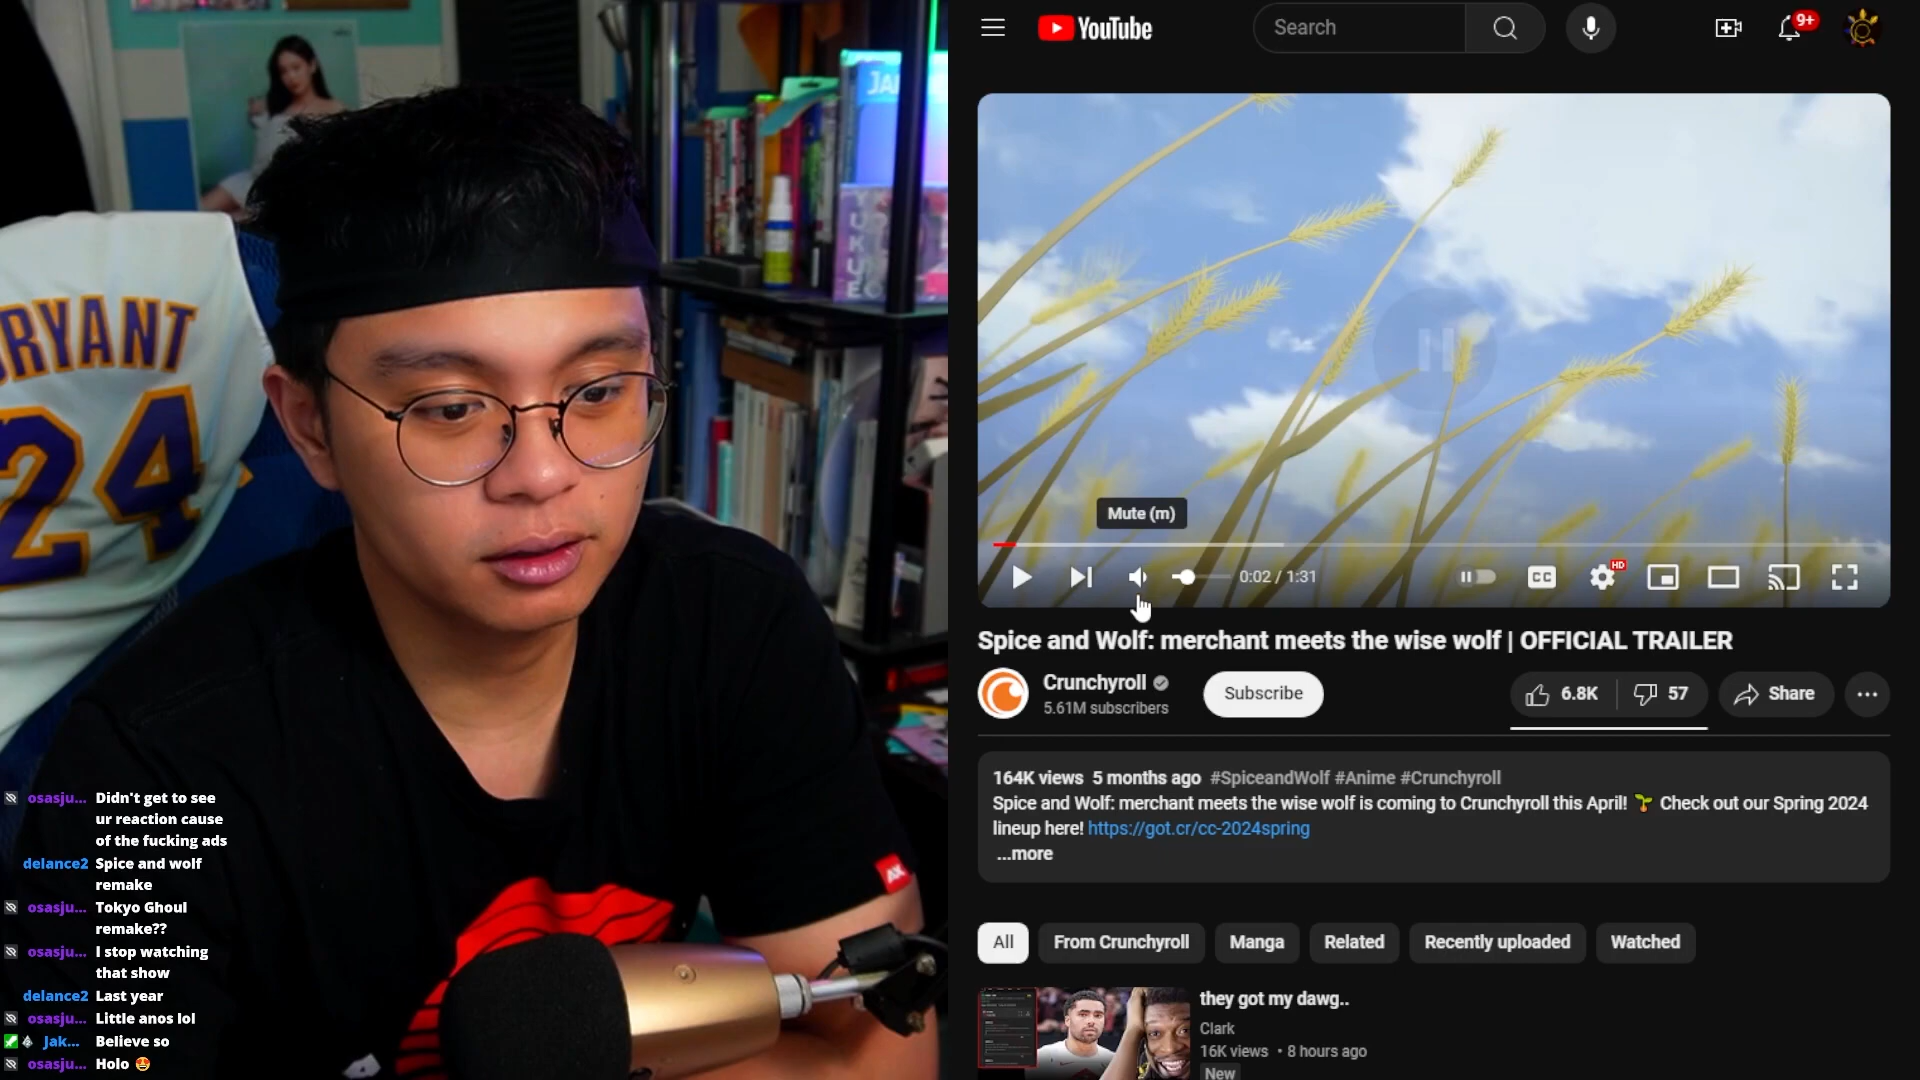 YouTube
Search
9+
RYANT
24
JA
AX
Mute (m)
0:02 / 1:31
CC
HD
Spice and Wolf: merchant meets the wise wolf | OFFICIAL TRAILER
Crunchyroll
5.61M subscribers
Subscribe
6.8K
57
Share
164K views 5 months ago #SpiceandWolf #Anime #Crunchyroll
Spice and Wolf: merchant meets the wise wolf is coming to Crunchyroll this April! 🌱 Check out our Spring 2024
lineup here! https://got.cr/cc-2024spring
...more
All
From Crunchyroll
Manga
Related
Recently uploaded
Watched
they got my dawg..
Clark
16K views • 8 hours ago
New
osasju... Didn't get to see
ur reaction cause
of the fucking ads
delance2 Spice and wolf
remake
osasju... Tokyo Ghoul
remake??
osasju... I stop watching
that show
delance2 Last year
osasju... Little anos lol
Jak... Believe so
osasju... Holo 😍